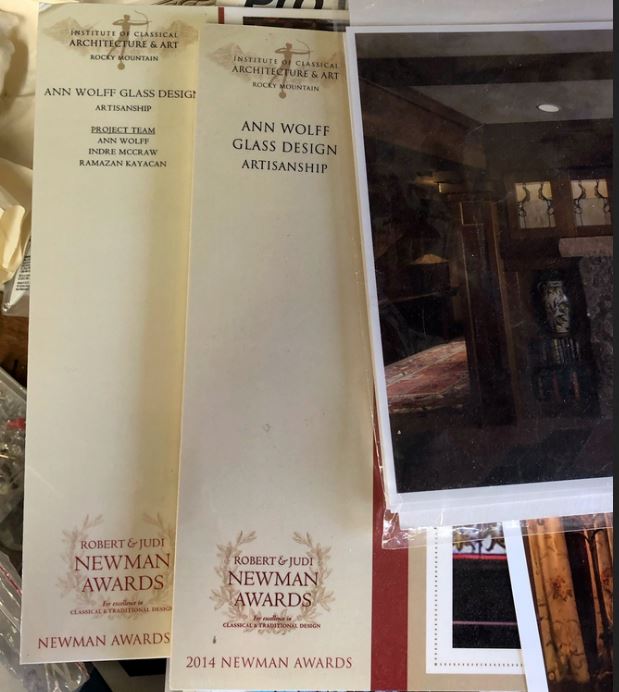 INSTITUTE OF CLASSICAL
ARCHITECTURE & ART
ROCKY MOUNTAIN
ANN WOLFF GLASS DESIGN
ARTISANSHIP
PROJECT TEAM
ANN WOLFF
INDRE MCCRAW
RAMAZAN KAYACAN
ROBERT & JUDI
NEWMAN
AWARDS
For excellence in
CLASSICAL & TRADITIONAL DESIGN
NEWMAN AWARDS
INSTITUTE OF CLASSICAL
ARCHITECTURE & ART
ROCKY MOUNTAIN
ANN WOLFF
GLASS DESIGN
ARTISANSHIP
ROBERT & JUDI
NEWMAN
AWARDS
For excellence in
CLASSICAL & TRADITIONAL DESIGN
2014 NEWMAN AWARDS